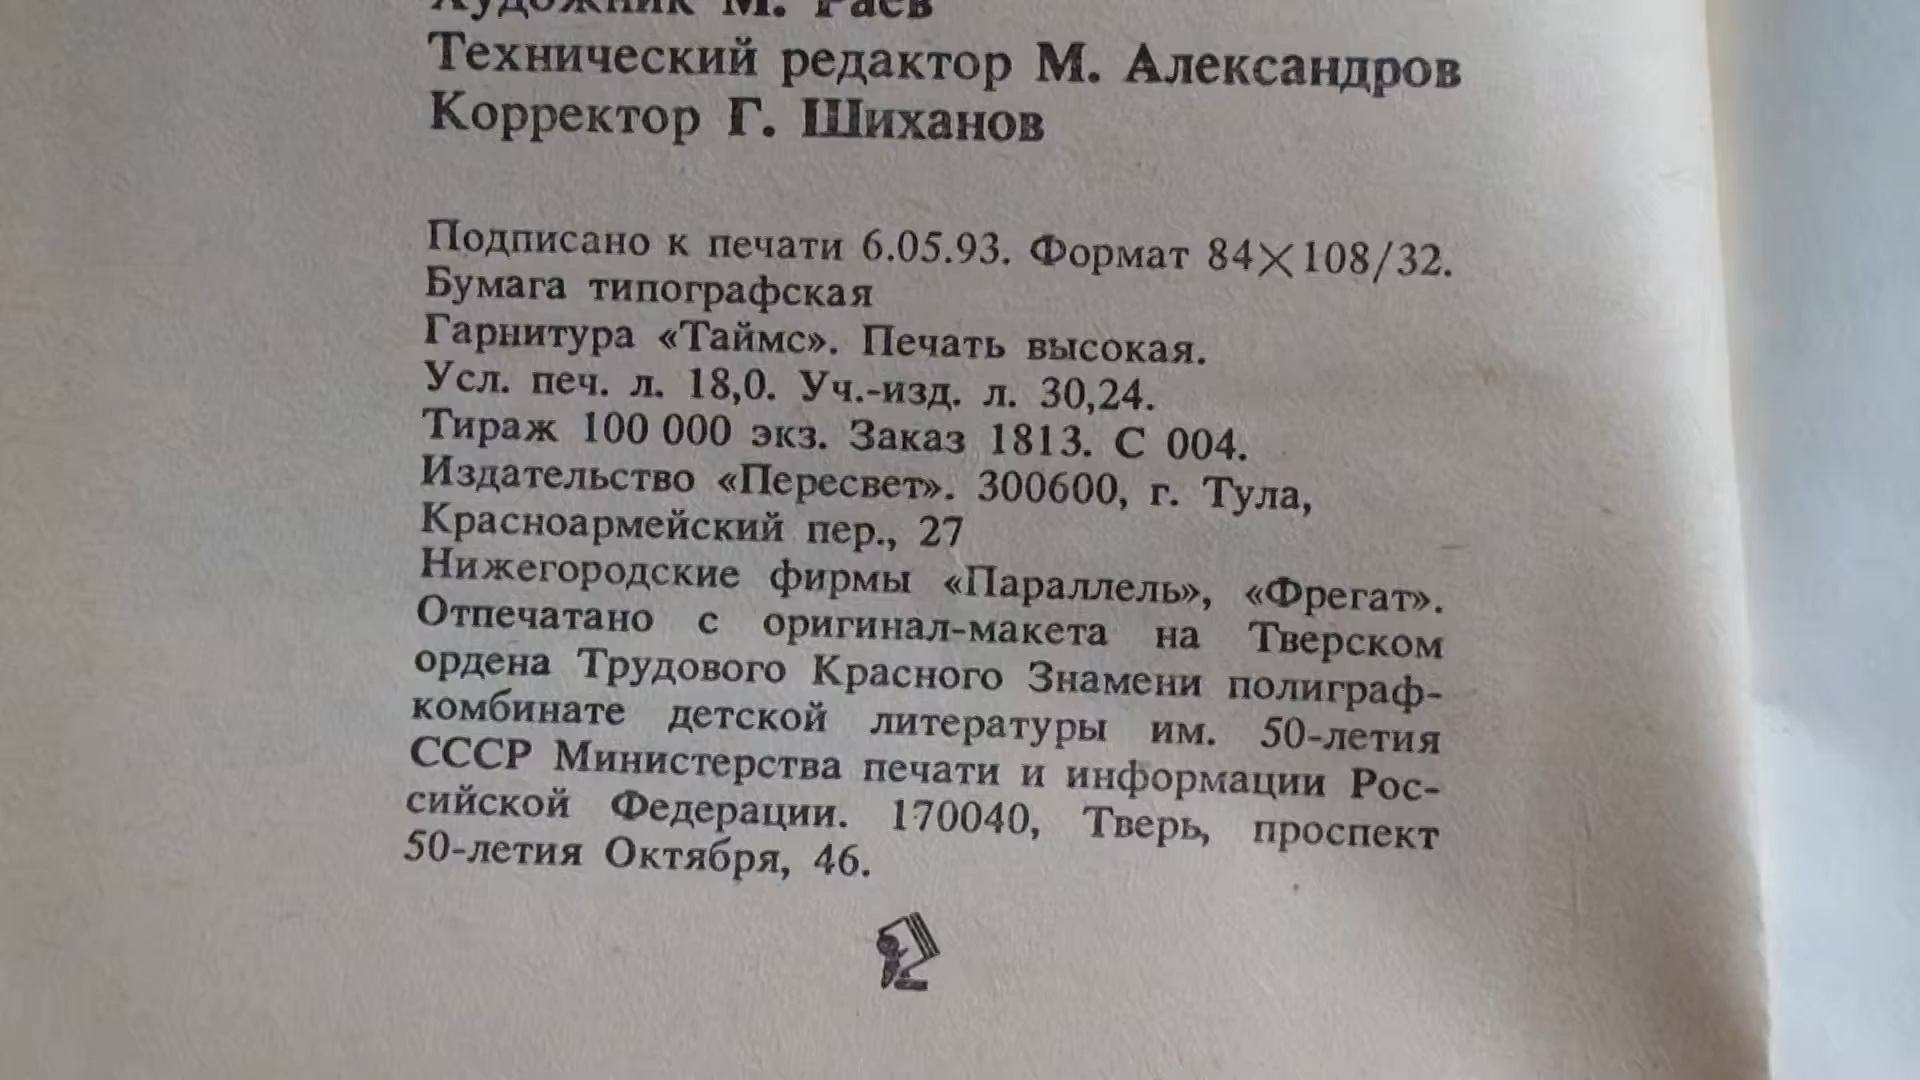 Художник М. Раев
Технический редактор М. Александров
Корректор Г. Шиханов
Подписано к печати 6.05.93. Формат 84×108/32.
Бумага типографская
Гарнитура «Таймс». Печать высокая.
Усл. печ. л. 18,0. Уч.-изд. л. 30,24.
Тираж 100 000 экз. Заказ 1813. С 004.
Издательство «Пересвет». 300600, г. Тула,
Красноармейский пер., 27
Нижегородские фирмы «Параллель», «Фрегат».
Отпечатано с оригинал-макета на Тверском
ордена Трудового Красного Знамени полиграф-
комбинате детской литературы им. 50-летия
СССР Министерства печати и информации Рос-
сийской Федерации. 170040, Тверь, проспект
50-летия Октября, 46.